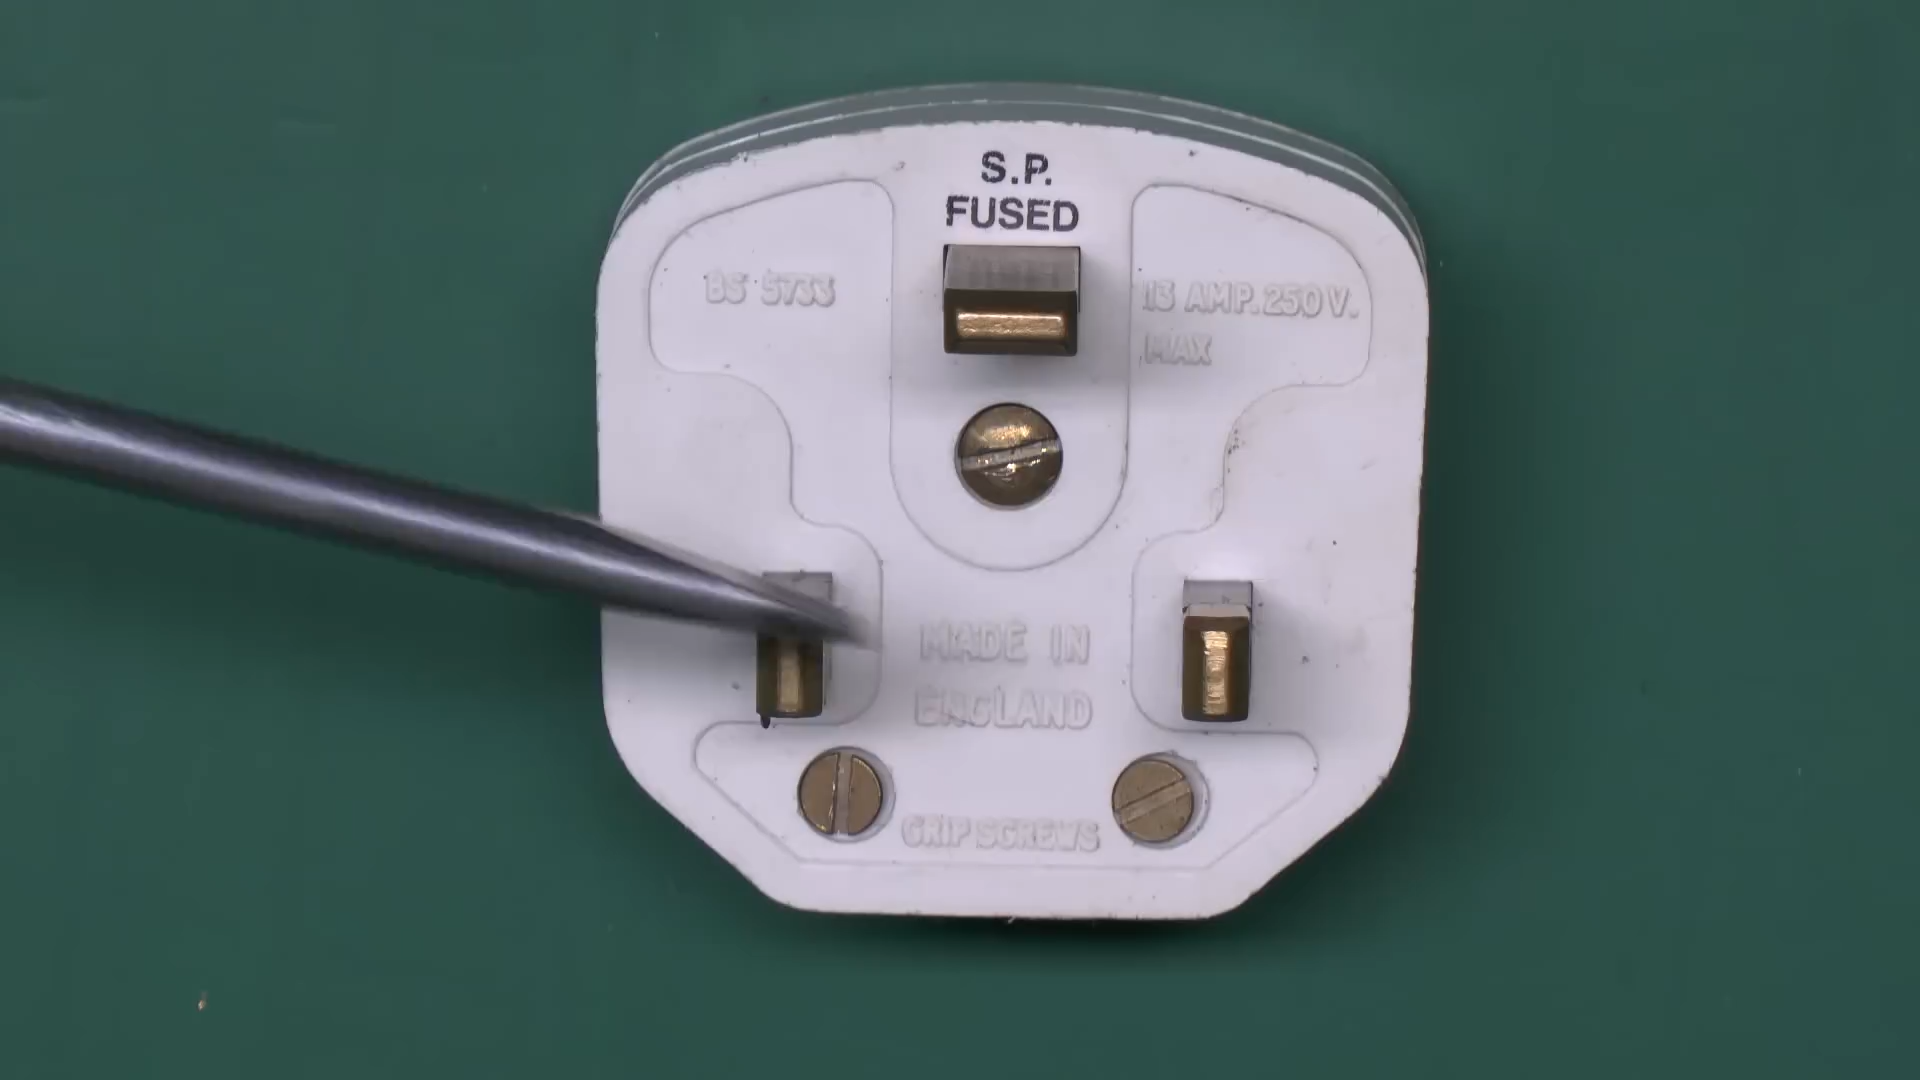 S.P.
FUSED
BS 5733
13 AMP. 250 V.
MAX
MADE IN
ENGLAND
GRIP SCREWS